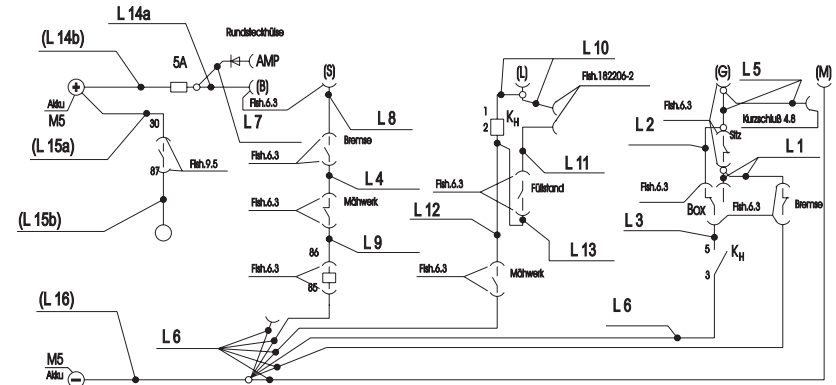 L 14a
(L 14b)
Rundsteckhülse
5A
AMP
(B)
(S)
(L)
(G)
(M)
L 10
L 5
Flsh.182206-2
Akku
M5
30
Flsh.6.3
L 7
L 8
1
2
KH
Flsh.6.3
Kurzschluß 4.8
Sitz
L 2
(L 15a)
87
Flsh.9.5
Flsh.6.3
Bremse
L 4
L 11
L 1
Flsh.6.3
Mähwerk
Flsh.6.3
Füllstand
L 12
Flsh.6.3
Box
Flsh.6.3
Bremse
(L 15b)
L 9
L 13
L 3
86
Flsh.6.3
85
Flsh.6.3
Mähwerk
5
KH
3
(L 16)
L 6
L 6
M5
Akku